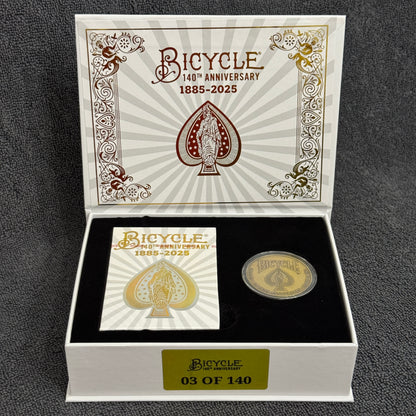 BICYCLE®
140TH ANNIVERSARY
1885-2025
BICYCLE®
140TH ANNIVERSARY
1885-2025
BICYCLE
BICYCLE
140TH ANNIVERSARY
03 OF 140